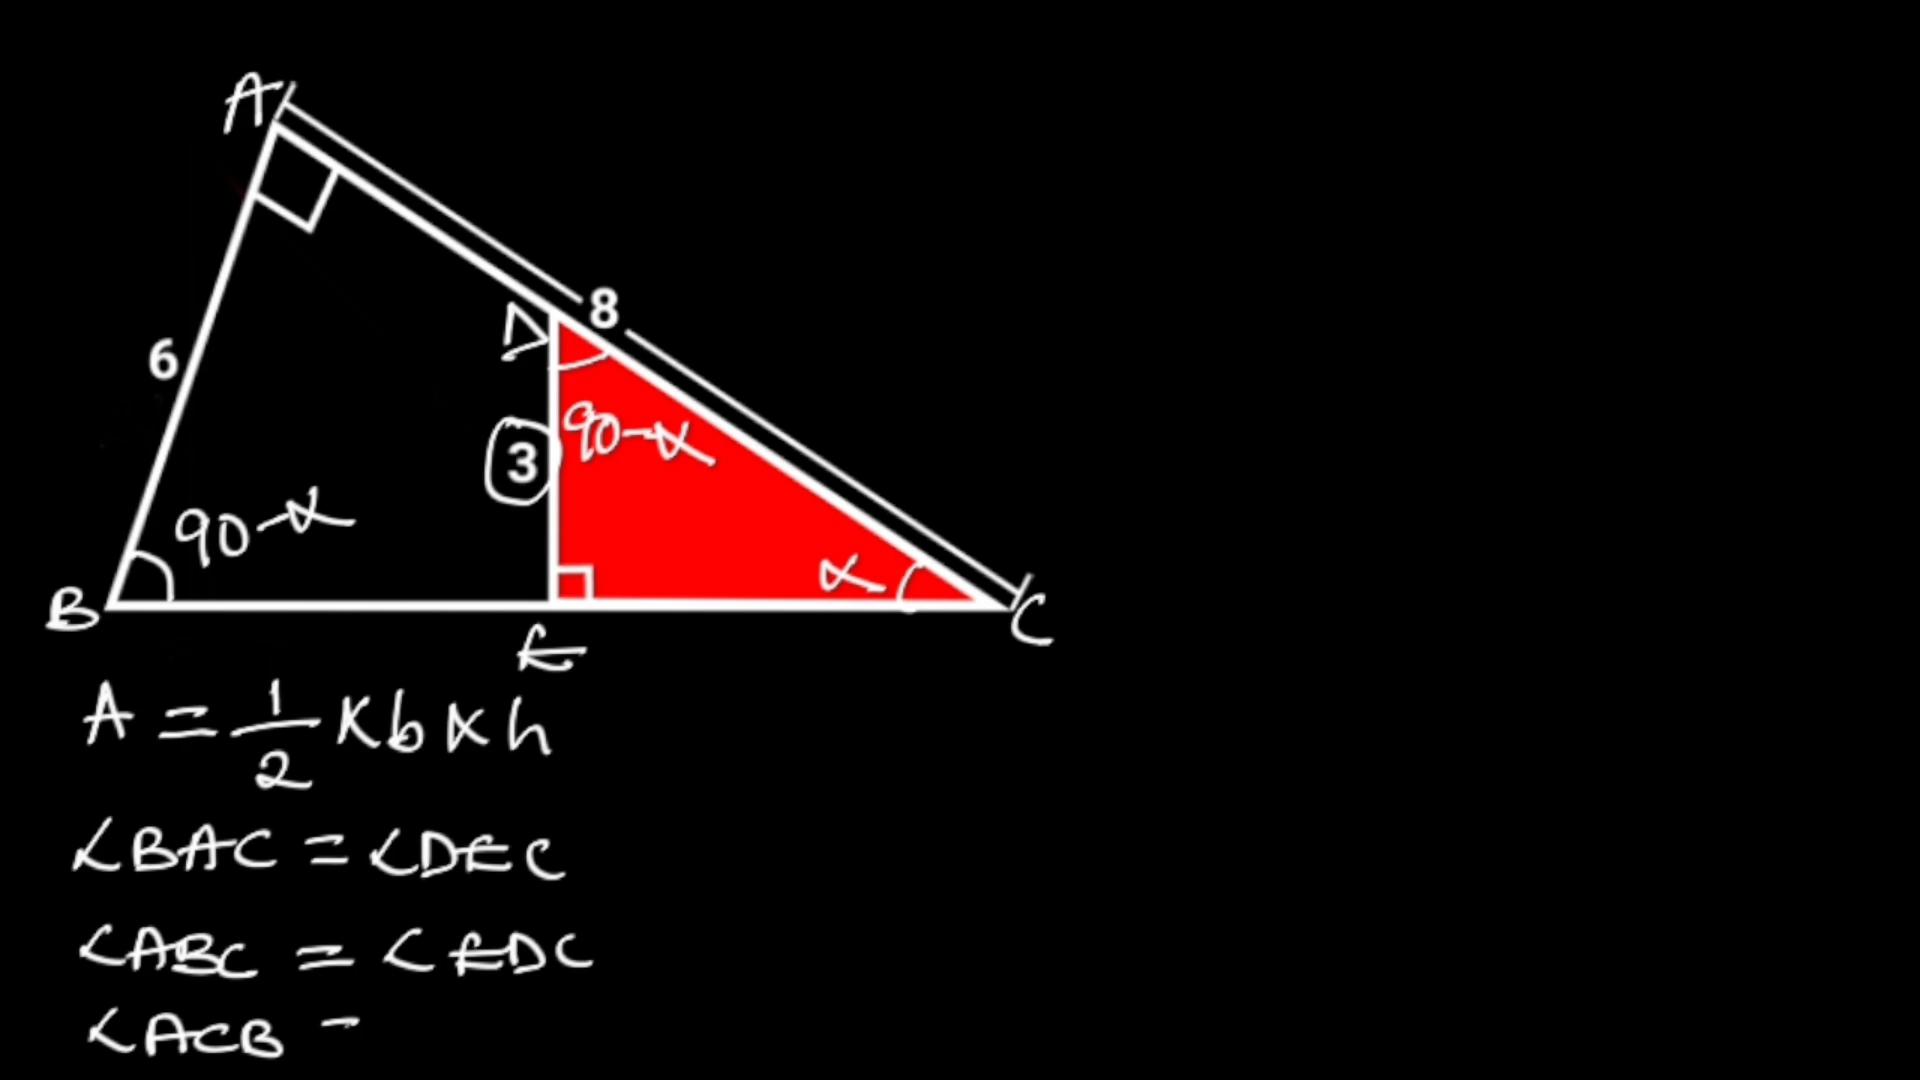 A
8
D
6
3
90-α
90-α
α
B
E
C
A = 1/2 x b x h
∠BAC = ∠DEC
∠ABC = ∠EDC
∠ACB -